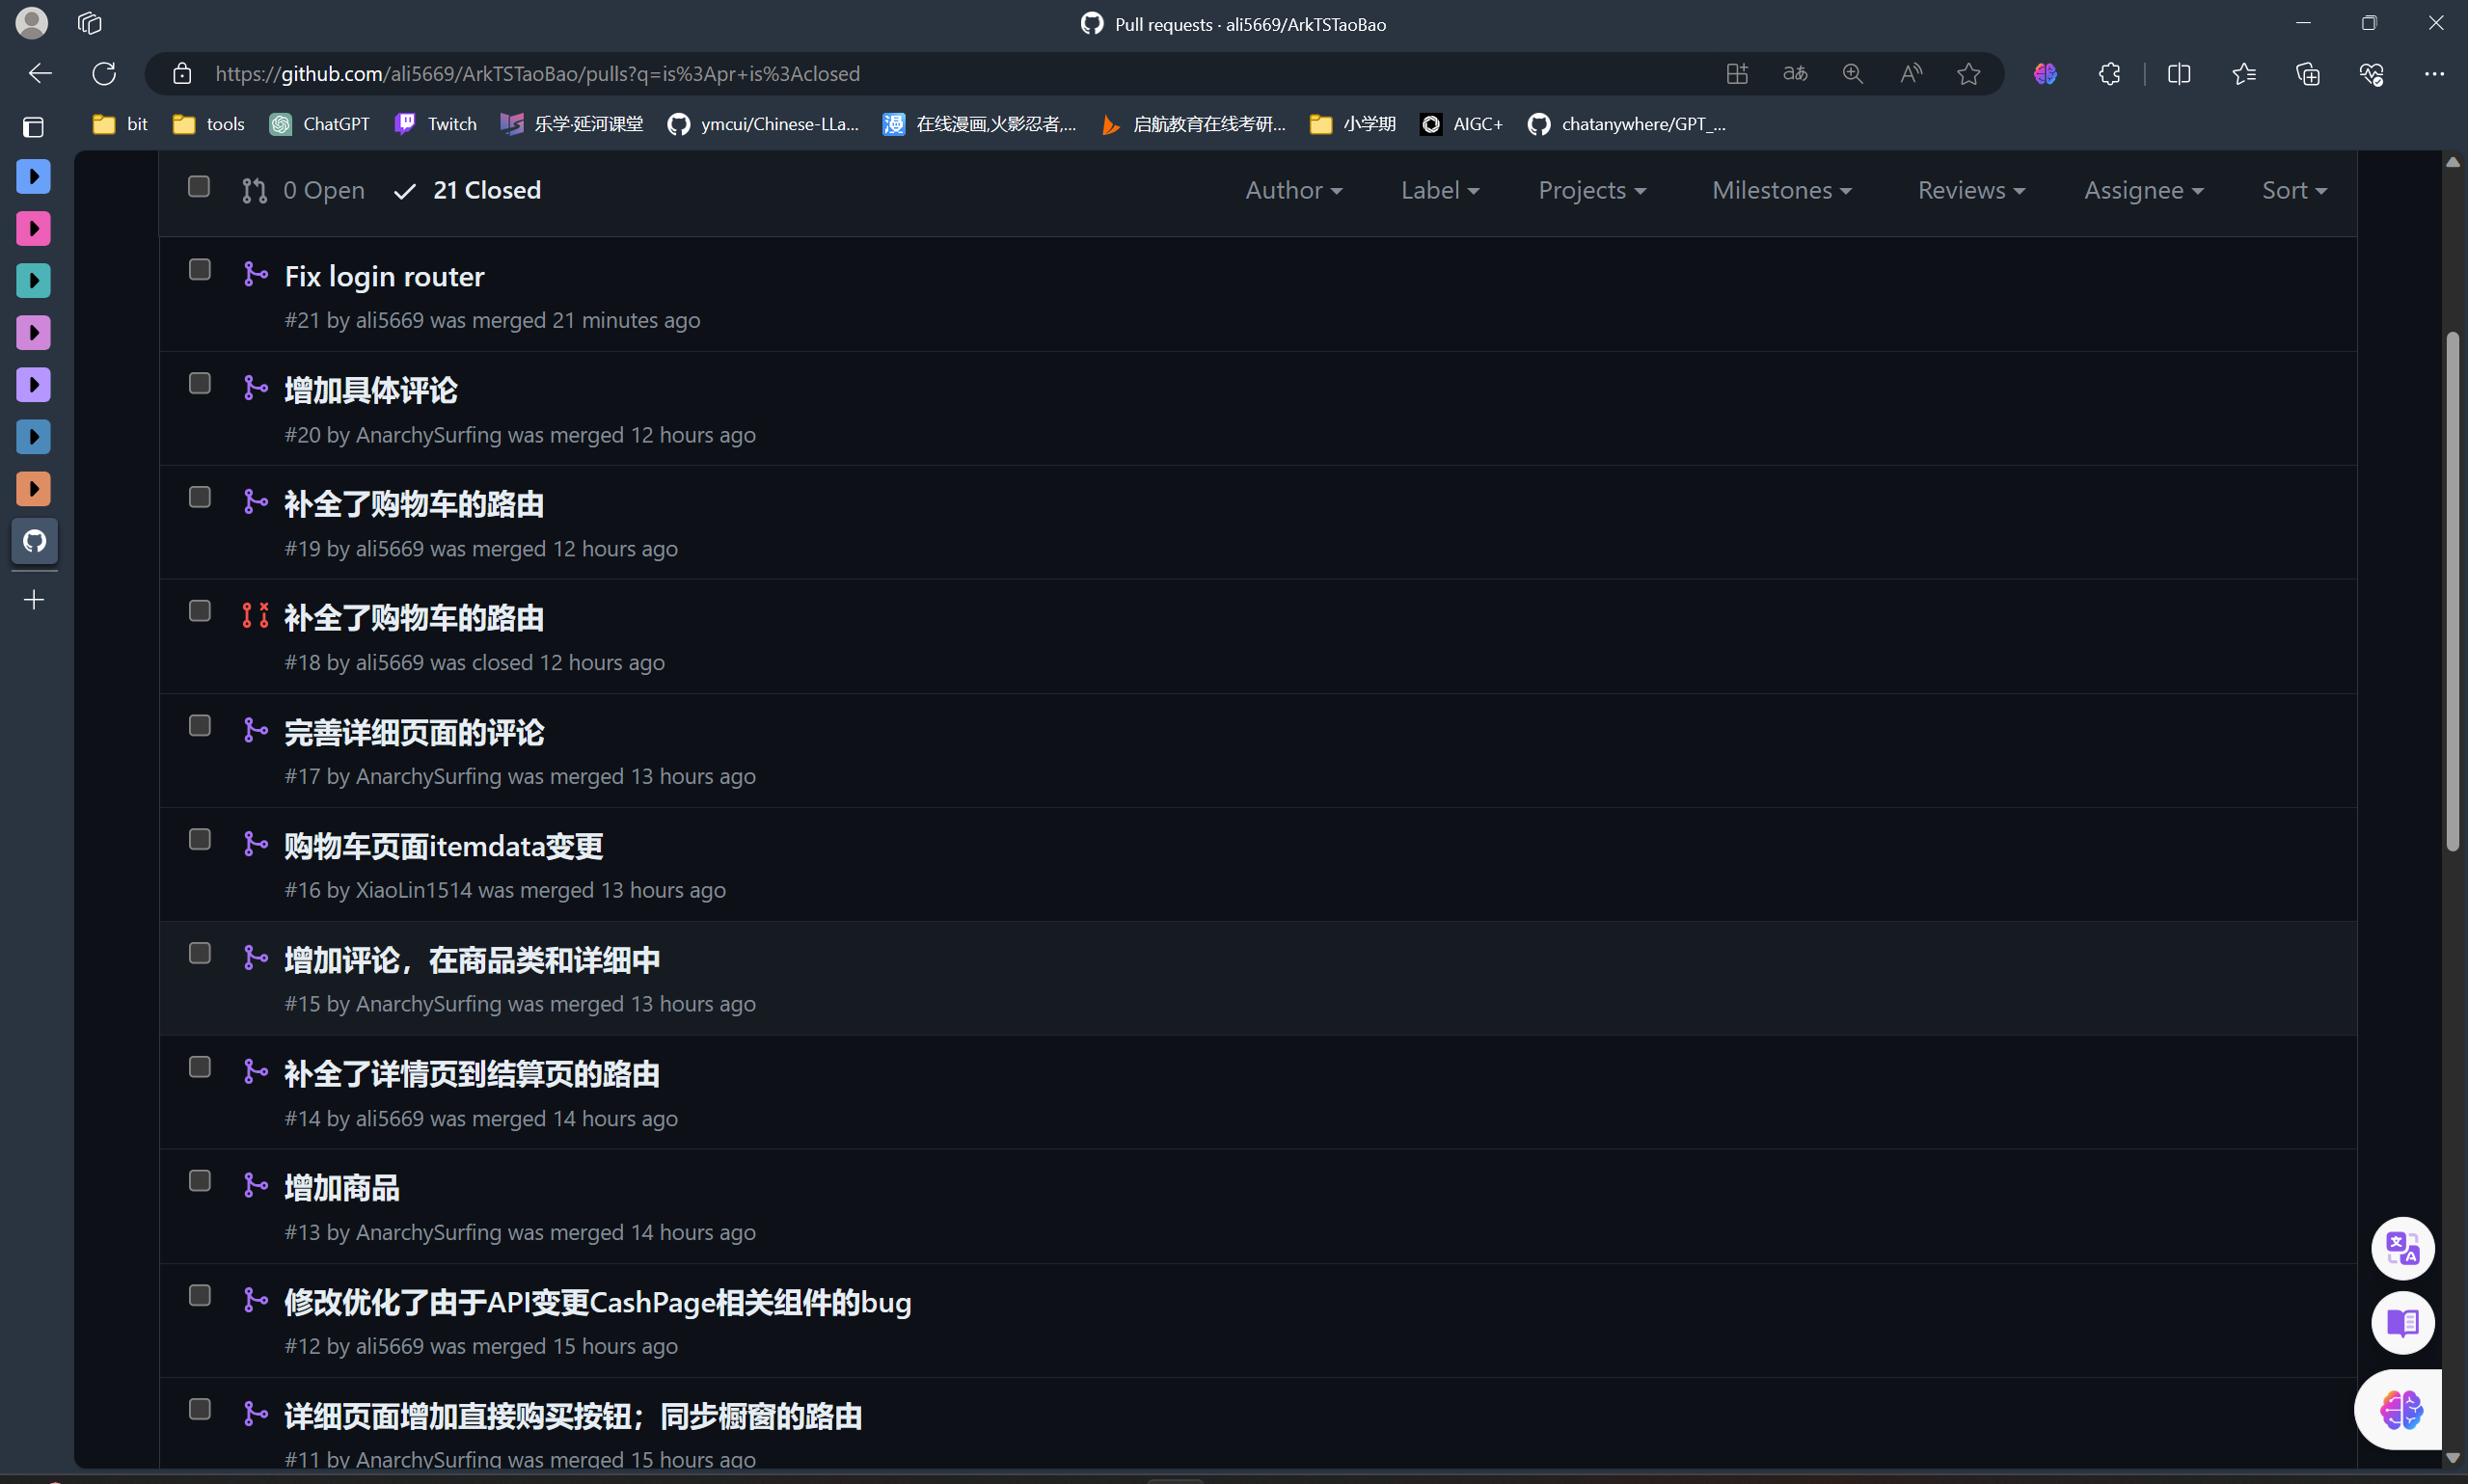 Pull requests · ali5669/ArkTSTaoBao
https://github.com/ali5669/ArkTSTaoBao/pulls?q=is%3Apr+is%3Aclosed
bit tools ChatGPT Twitch 乐学·延河课堂 ymcui/Chinese-LLa... 在线漫画,火影忍者,... 启航教育在线考研... 小学期 AIGC+ chatanywhere/GPT_...
0 Open 21 Closed Author Label Projects Milestones Reviews Assignee Sort
Fix login router
#21 by ali5669 was merged 21 minutes ago
增加具体评论
#20 by AnarchySurfing was merged 12 hours ago
补全了购物车的路由
#19 by ali5669 was merged 12 hours ago
补全了购物车的路由
#18 by ali5669 was closed 12 hours ago
完善详细页面的评论
#17 by AnarchySurfing was merged 13 hours ago
购物车页面itemdata变更
#16 by XiaoLin1514 was merged 13 hours ago
增加评论，在商品类和详细中
#15 by AnarchySurfing was merged 13 hours ago
补全了详情页到结算页的路由
#14 by ali5669 was merged 14 hours ago
增加商品
#13 by AnarchySurfing was merged 14 hours ago
修改优化了由于API变更CashPage相关组件的bug
#12 by ali5669 was merged 15 hours ago
详细页面增加直接购买按钮；同步橱窗的路由
#11 by AnarchySurfing was merged 15 hours ago